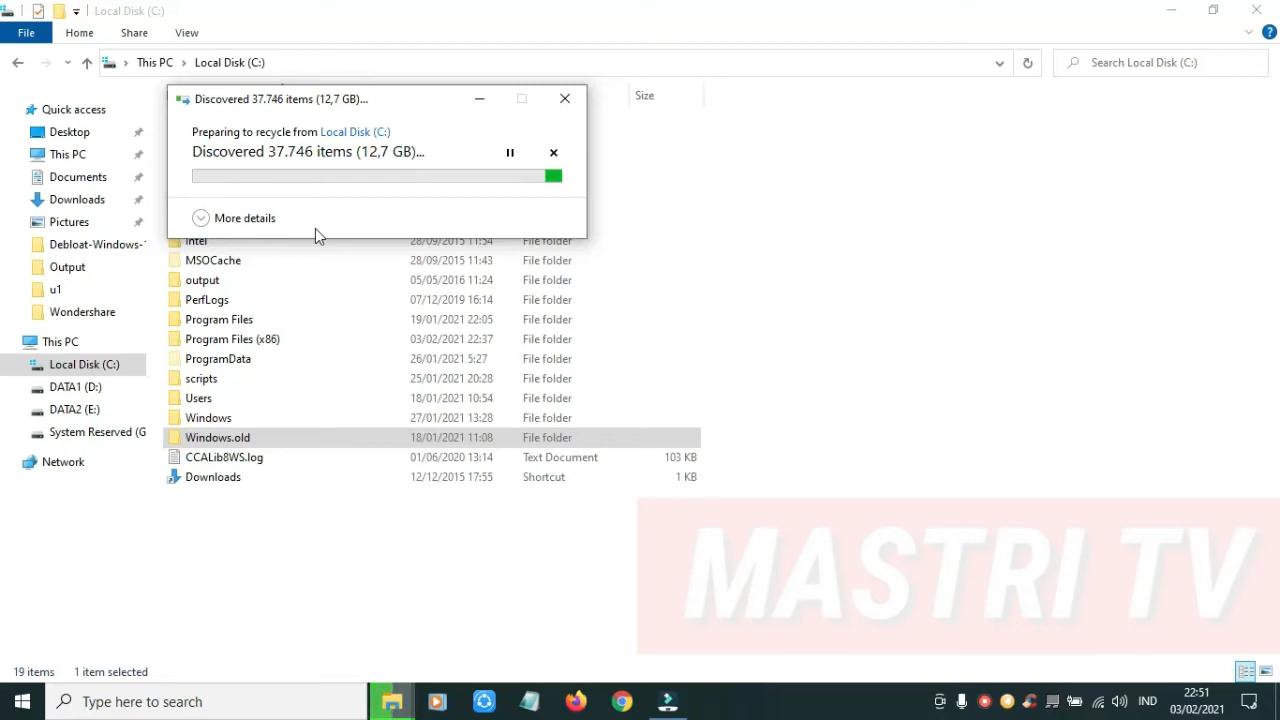 Local Disk (C:)
File
Home
Share
View
This PC
Local Disk (C:)
Search Local Disk (C:)
Size
Discovered 37.746 items (12,7 GB)...
Preparing to recycle from Local Disk (C:)
Discovered 37.746 items (12,7 GB)...
More details
Quick access
Desktop
This PC
Documents
Downloads
Pictures
Debloat-Windows-
Output
u1
Wondershare
This PC
Local Disk (C:)
DATA1 (D:)
DATA2 (E:)
System Reserved (G
Network
Intel 28/09/2015 11:54 File folder
MSOCache 28/09/2015 11:43 File folder
output 05/05/2016 11:24 File folder
PerfLogs 07/12/2019 16:14 File folder
Program Files 19/01/2021 22:05 File folder
Program Files (x86) 03/02/2021 22:37 File folder
ProgramData 26/01/2021 5:27 File folder
scripts 25/01/2021 20:28 File folder
Users 18/01/2021 10:54 File folder
Windows 27/01/2021 13:28 File folder
Windows.old 18/01/2021 11:08 File folder
CCALib8WS.log 01/06/2020 13:14 Text Document 103 KB
Downloads 12/12/2015 17:55 Shortcut 1 KB
MASTRI TV
19 items 1 item selected
Type here to search
IND
22:51
03/02/2021